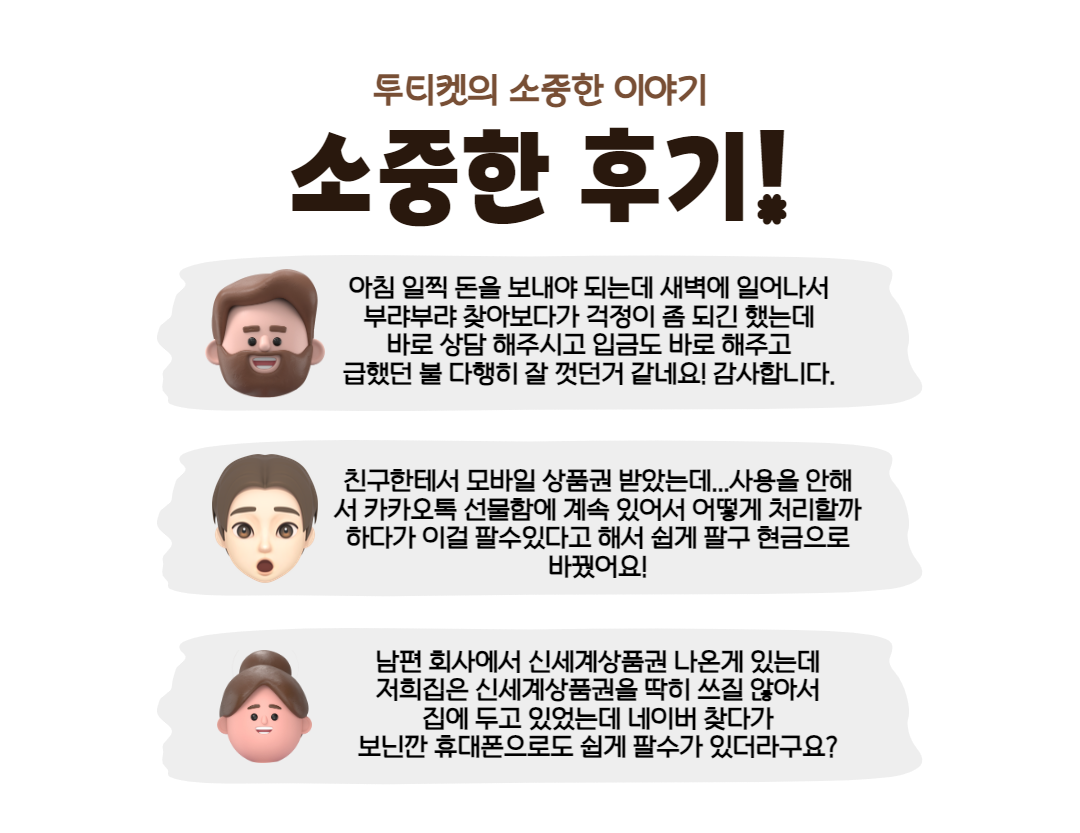 투티켓의 소중한 이야기
소중한 후기!
아침 일찍 돈을 보내야 되는데 새벽에 일어나서
부랴부랴 찾아보다가 걱정이 좀 되긴 했는데
바로 상담 해주시고 입금도 바로 해주고
급했던 불 다행히 잘 껏던거 같네요! 감사합니다.
친구한테서 모바일 상품권 받았는데...사용을 안해
서 카카오톡 선물함에 계속 있어서 어떻게 처리할까
하다가 이걸 팔수있다고 해서 쉽게 팔구 현금으로
바꿨어요!
남편 회사에서 신세계상품권 나온게 있는데
저희집은 신세계상품권을 딱히 쓰질 않아서
집에 두고 있었는데 네이버 찾다가
보닌깐 휴대폰으로도 쉽게 팔수가 있더라구요?